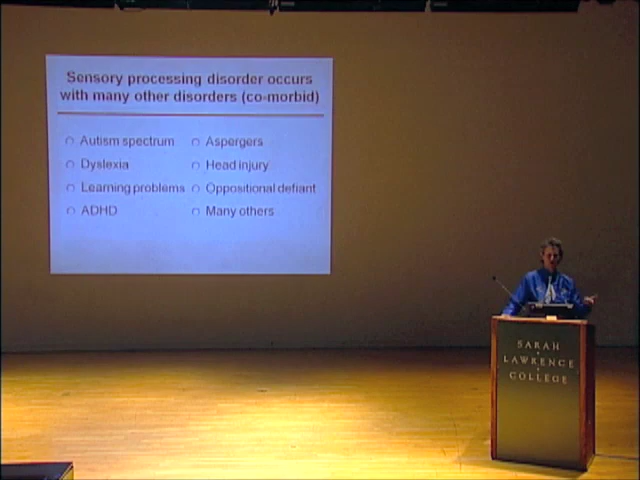 Sensory processing disorder occurs
with many other disorders (co-morbid)
Autism spectrum
Dyslexia
Learning problems
ADHD
Aspergers
Head injury
Oppositional defiant
Many others
SARAH
LAWRENCE
COLLEGE